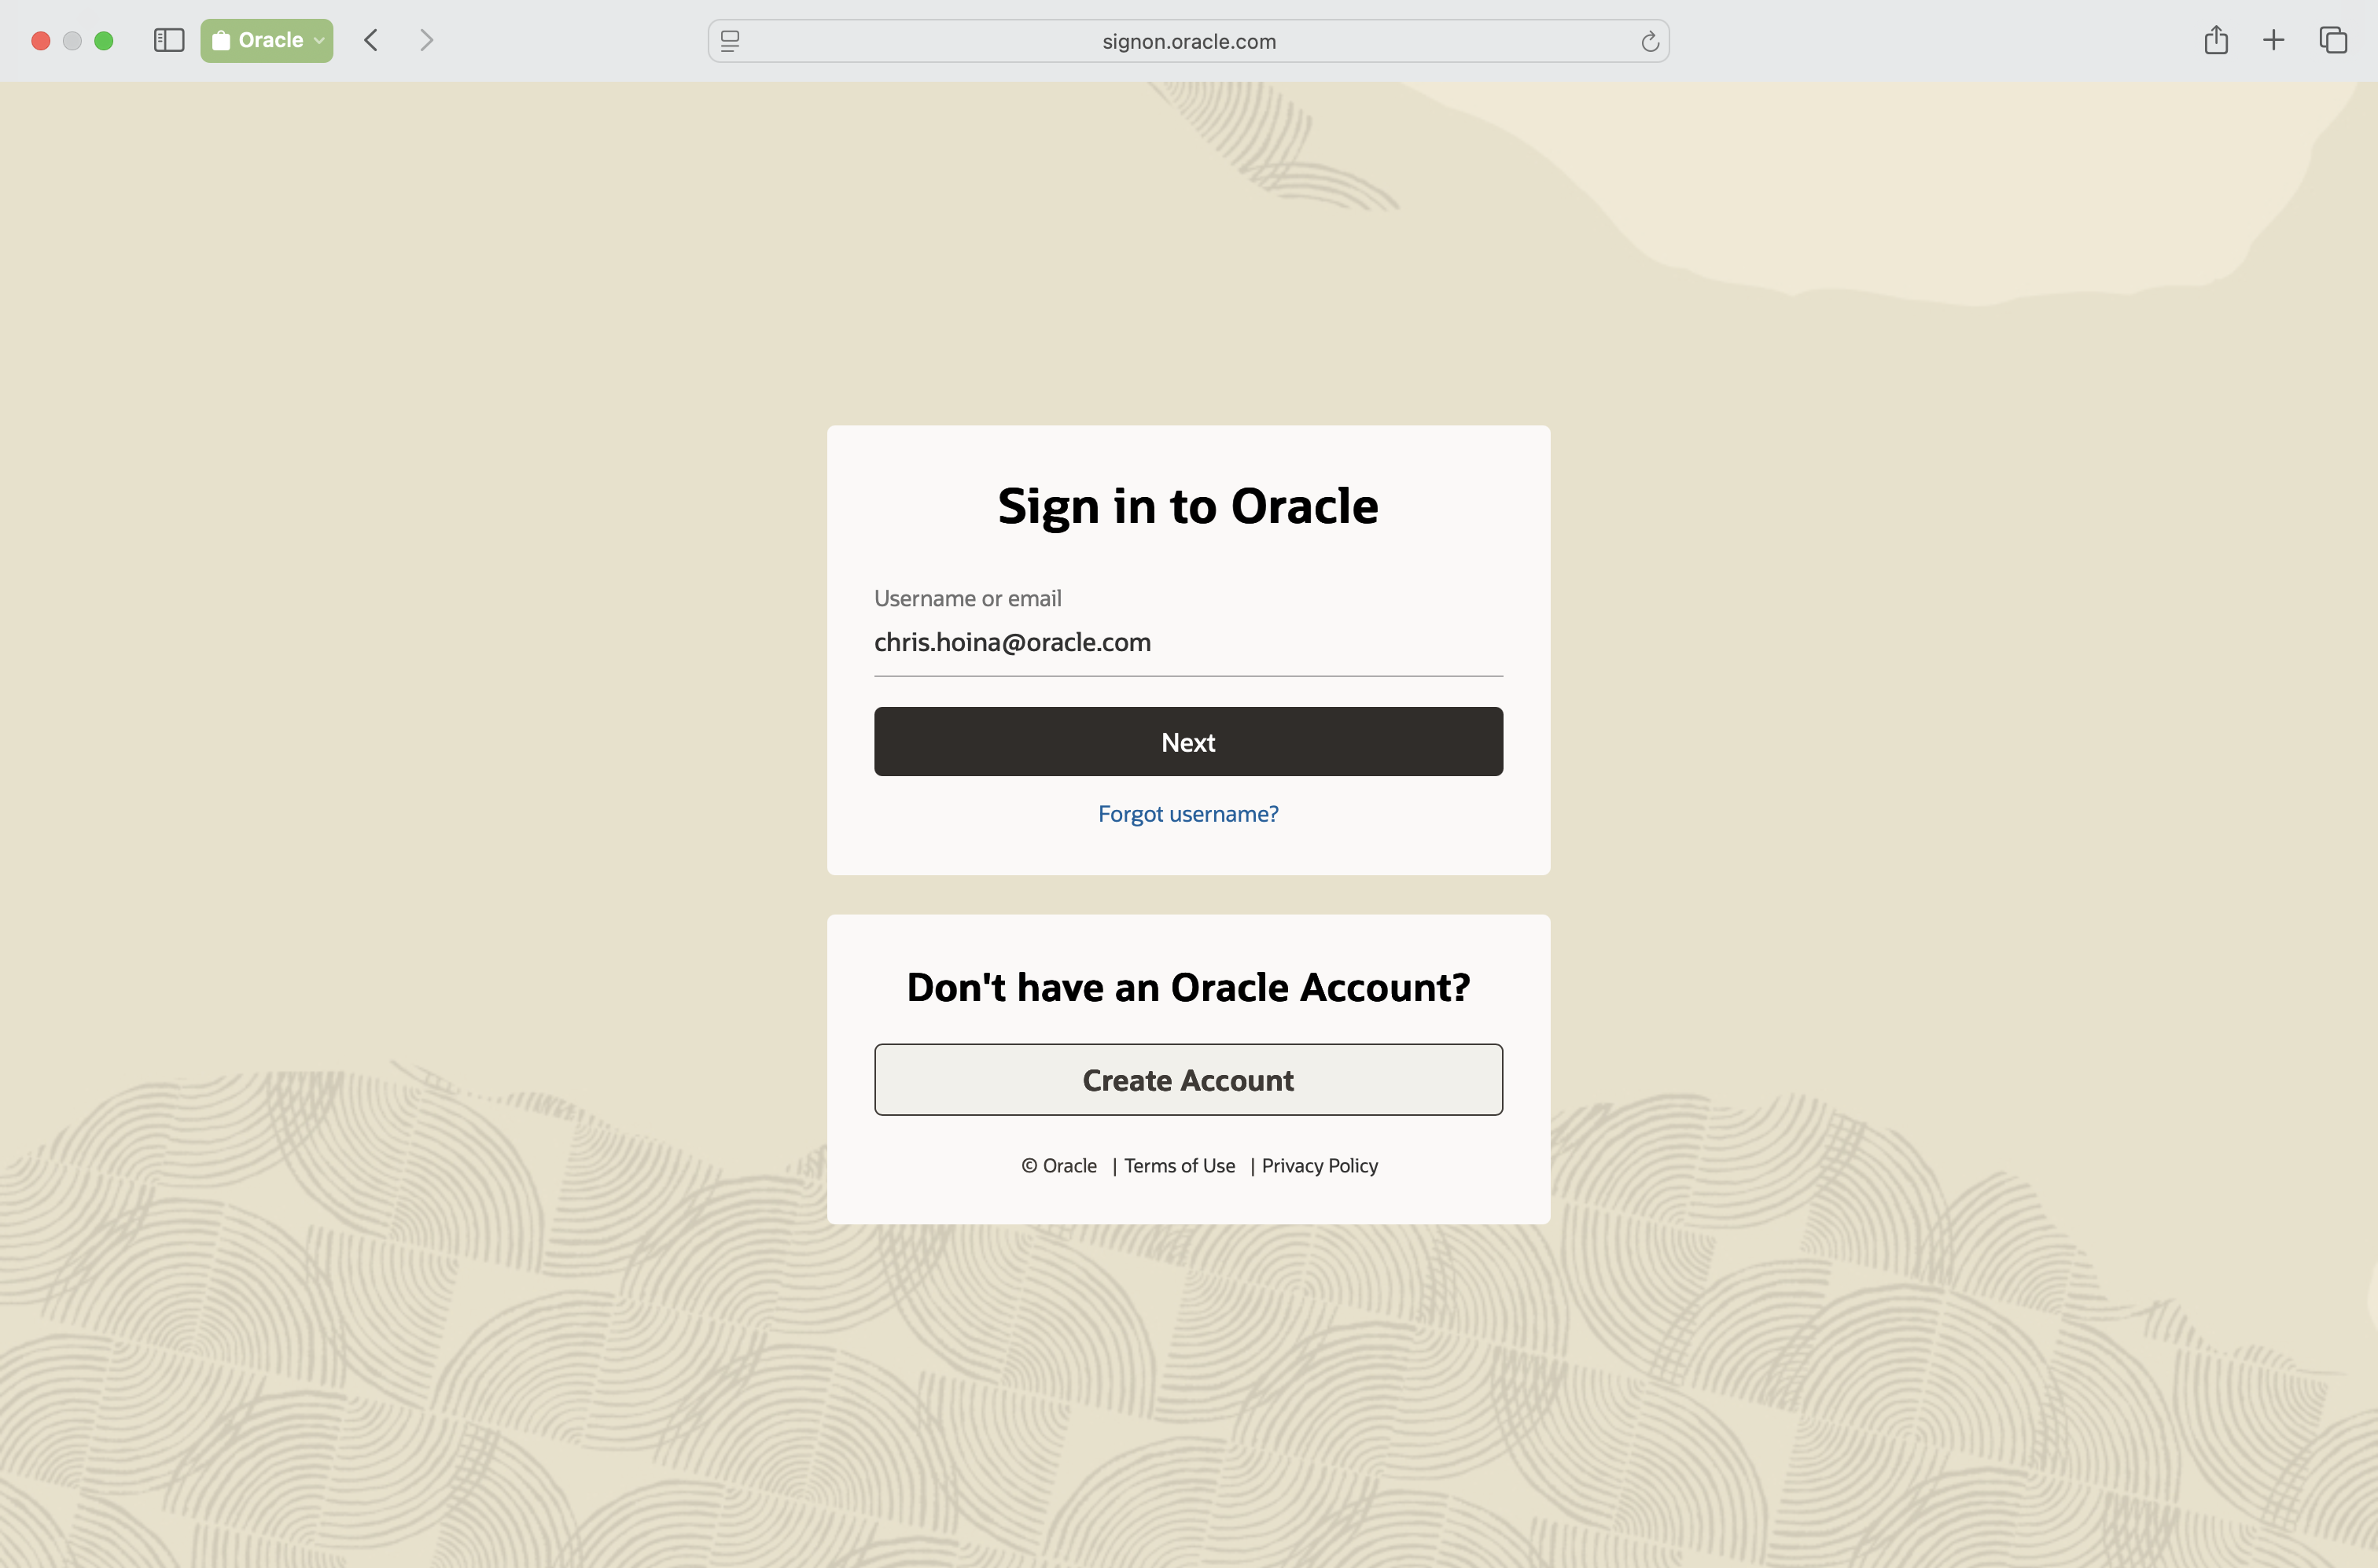 Oracle
signon.oracle.com
Sign in to Oracle
Username or email
chris.hoina@oracle.com
Next
Forgot username?
Don't have an Oracle Account?
Create Account
© Oracle | Terms of Use | Privacy Policy